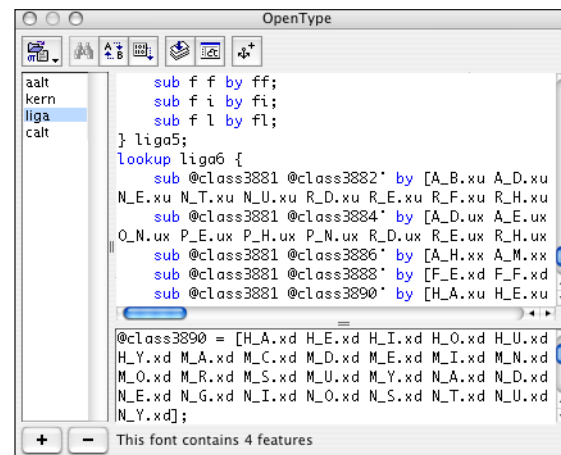 OpenType
aalt
kern
liga
calt
sub f f by ff;
sub f i by fi;
sub f l by fl;
} liga5;
lookup liga6 {
sub @class3881 @class3882' by [A_B.xu A_D.xu
N_E.xu N_T.xu N_U.xu R_D.xu R_E.xu R_F.xu R_H.xu
sub @class3881 @class3884' by [A_D.ux A_E.ux
O_N.ux P_E.ux P_H.ux P_N.ux R_D.ux R_E.ux R_H.ux
sub @class3881 @class3886' by [A_H.xx A_M.xx
sub @class3881 @class3888' by [F_E.xd F_F.xd
sub @class3881 @class3890' by [H_A.xu H_E.xu
@class3890 = [H_A.xd H_E.xd H_I.xd H_O.xd H_U.xd
H_Y.xd M_A.xd M_C.xd M_D.xd M_E.xd M_I.xd M_N.xd
M_O.xd M_R.xd M_S.xd M_U.xd M_Y.xd N_A.xd N_D.xd
N_E.xd N_G.xd N_I.xd N_O.xd N_S.xd N_T.xd N_U.xd
N_Y.xd];
+ − This font contains 4 features